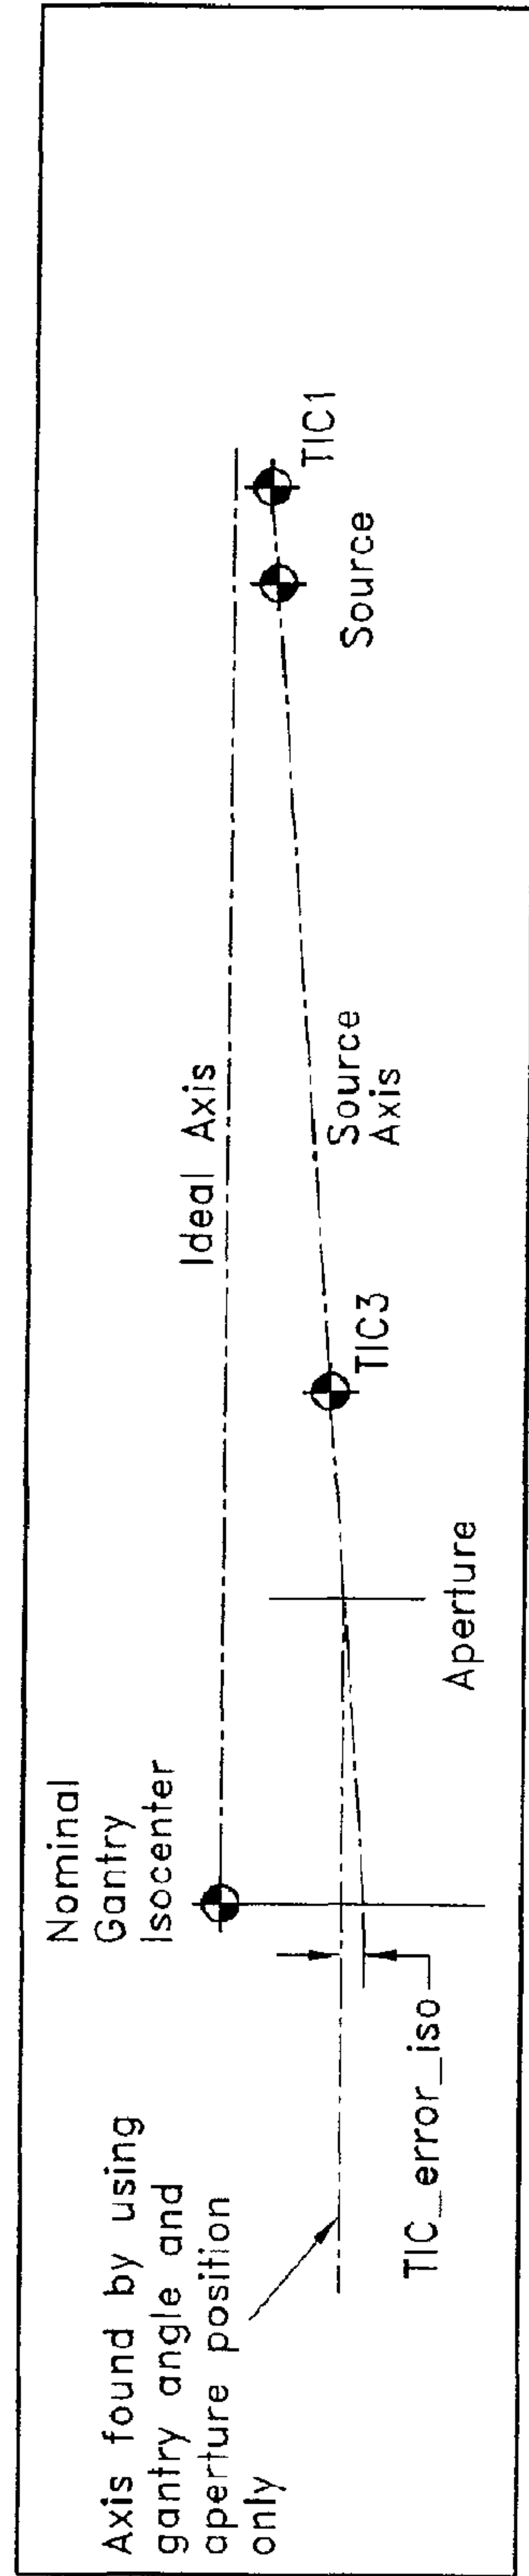 Axis found by using
gantry angle and
aperture position
only
Nominal
Gantry
Isocenter
TIC_error_iso
Aperture
Ideal Axis
TIC3
Source
Axis
Source
TIC1